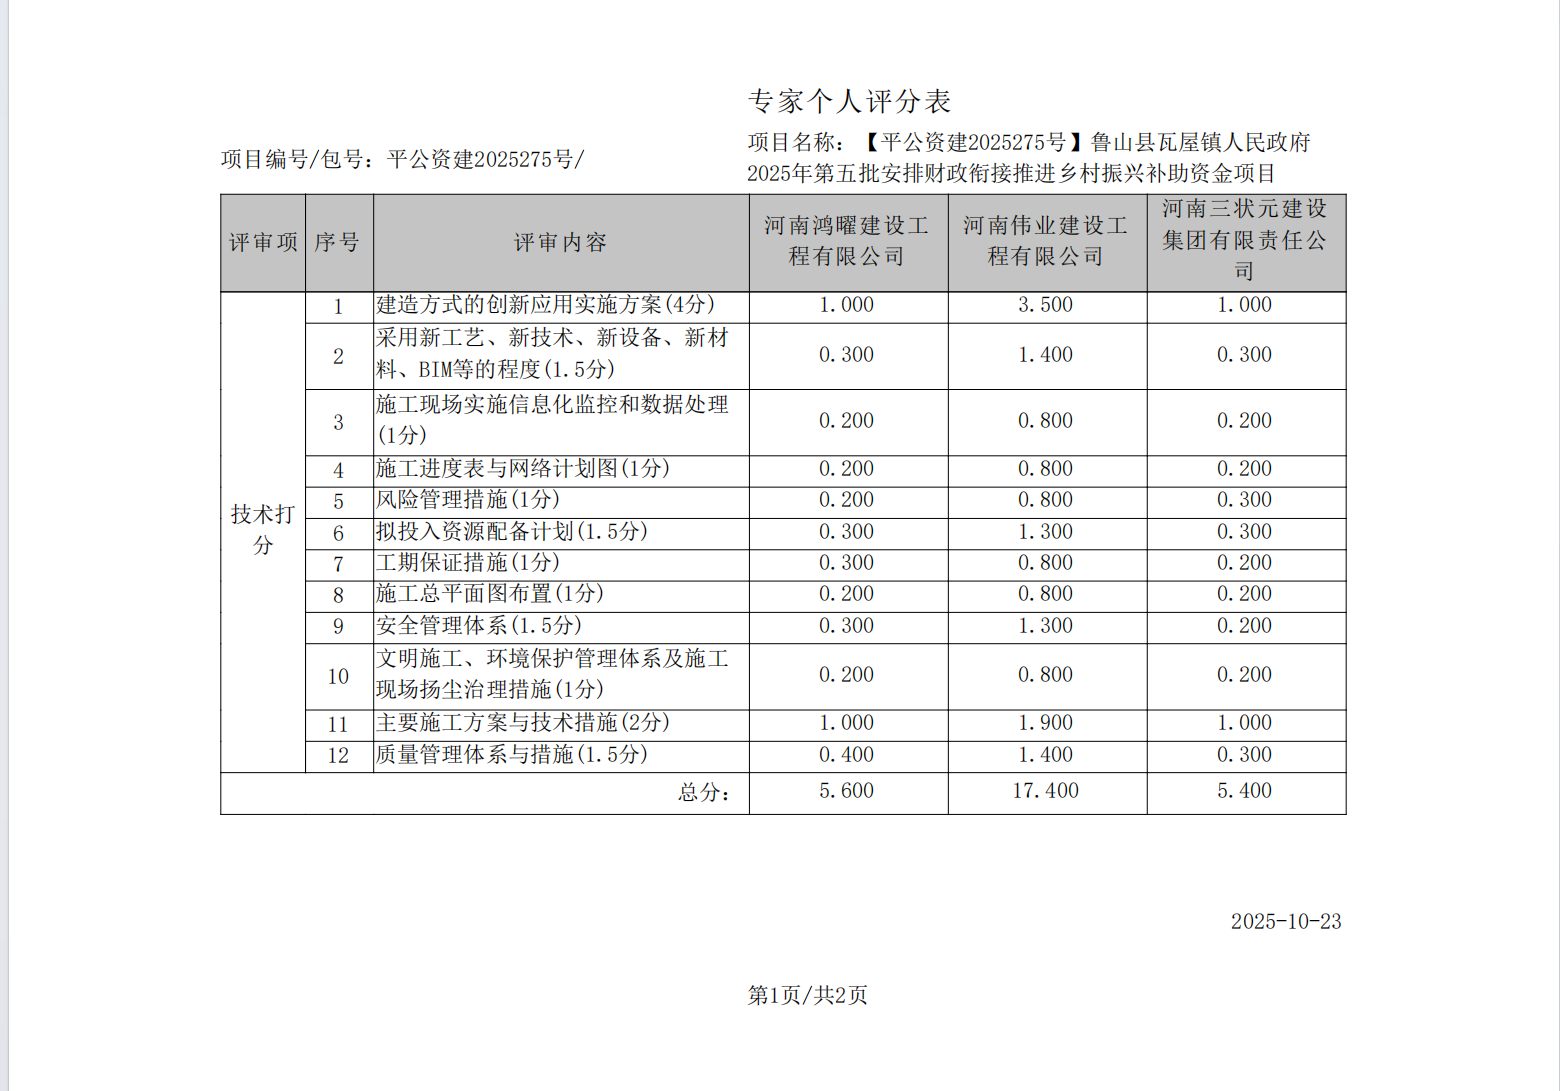 专家个人评分表
项目编号/包号：平公资建2025275号/
项目名称：【平公资建2025275号】鲁山县瓦屋镇人民政府
2025年第五批安排财政衔接推进乡村振兴补助资金项目
评审项 序号 评审内容 河南鸿曜建设工程有限公司 河南伟业建设工程有限公司 河南三状元建设集团有限责任公司
技术打分
1 建造方式的创新应用实施方案(4分) 1.000 3.500 1.000
2 采用新工艺、新技术、新设备、新材
料、BIM等的程度(1.5分) 0.300 1.400 0.300
3 施工现场实施信息化监控和数据处理
(1分) 0.200 0.800 0.200
4 施工进度表与网络计划图(1分) 0.200 0.800 0.200
5 风险管理措施(1分) 0.200 0.800 0.300
6 拟投入资源配备计划(1.5分) 0.300 1.300 0.300
7 工期保证措施(1分) 0.300 0.800 0.200
8 施工总平面图布置(1分) 0.200 0.800 0.200
9 安全管理体系(1.5分) 0.300 1.300 0.200
10 文明施工、环境保护管理体系及施工
现场扬尘治理措施(1分) 0.200 0.800 0.200
11 主要施工方案与技术措施(2分) 1.000 1.900 1.000
12 质量管理体系与措施(1.5分) 0.400 1.400 0.300
总分： 5.600 17.400 5.400
2025-10-23
第1页/共2页